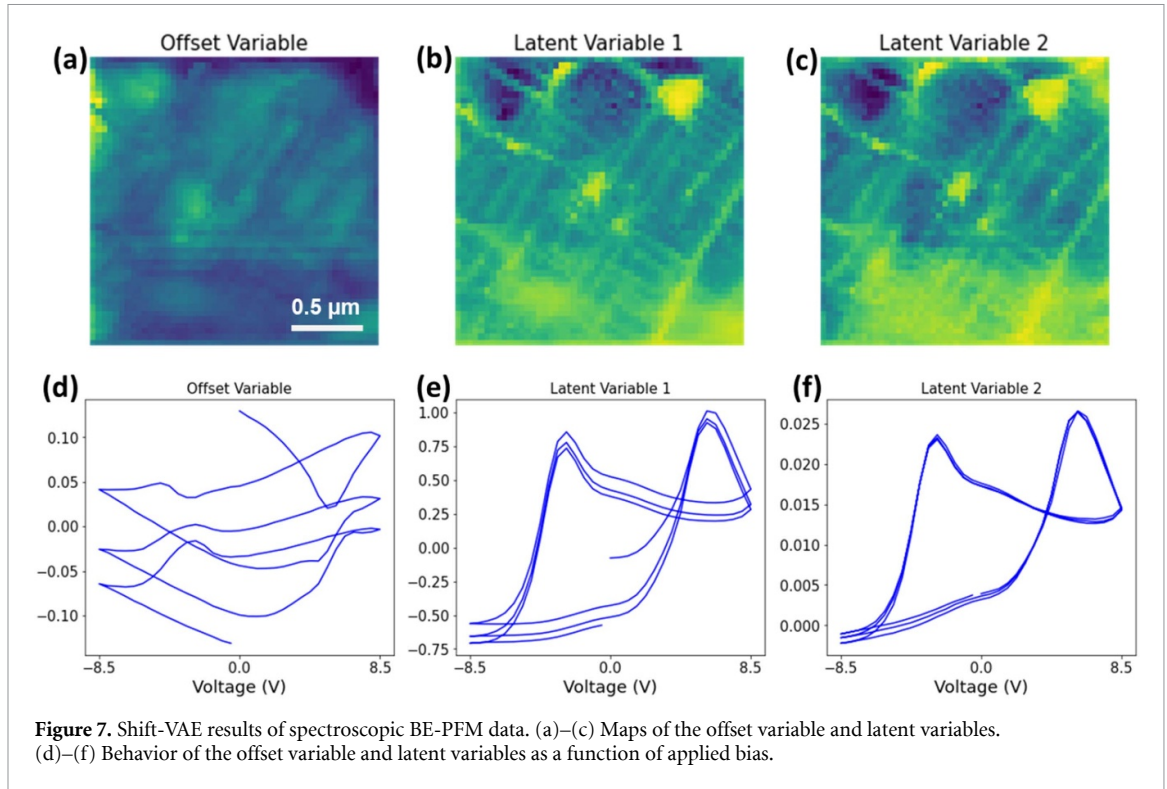 Offset Variable
Latent Variable 1
Latent Variable 2
(a)
(b)
(c)
0.5 µm
(d)
(e)
(f)
Offset Variable
Latent Variable 1
Latent Variable 2
0.10
0.05
0.00
−0.05
−0.10
−8.5
0.0
8.5
Voltage (V)
1.00
0.75
0.50
0.25
0.00
−0.25
−0.50
−0.75
−8.5
0.0
8.5
Voltage (V)
0.025
0.020
0.015
0.010
0.005
0.000
−8.5
0.0
8.5
Voltage (V)
Figure 7. Shift-VAE results of spectroscopic BE-PFM data. (a)–(c) Maps of the offset variable and latent variables.
(d)–(f) Behavior of the offset variable and latent variables as a function of applied bias.